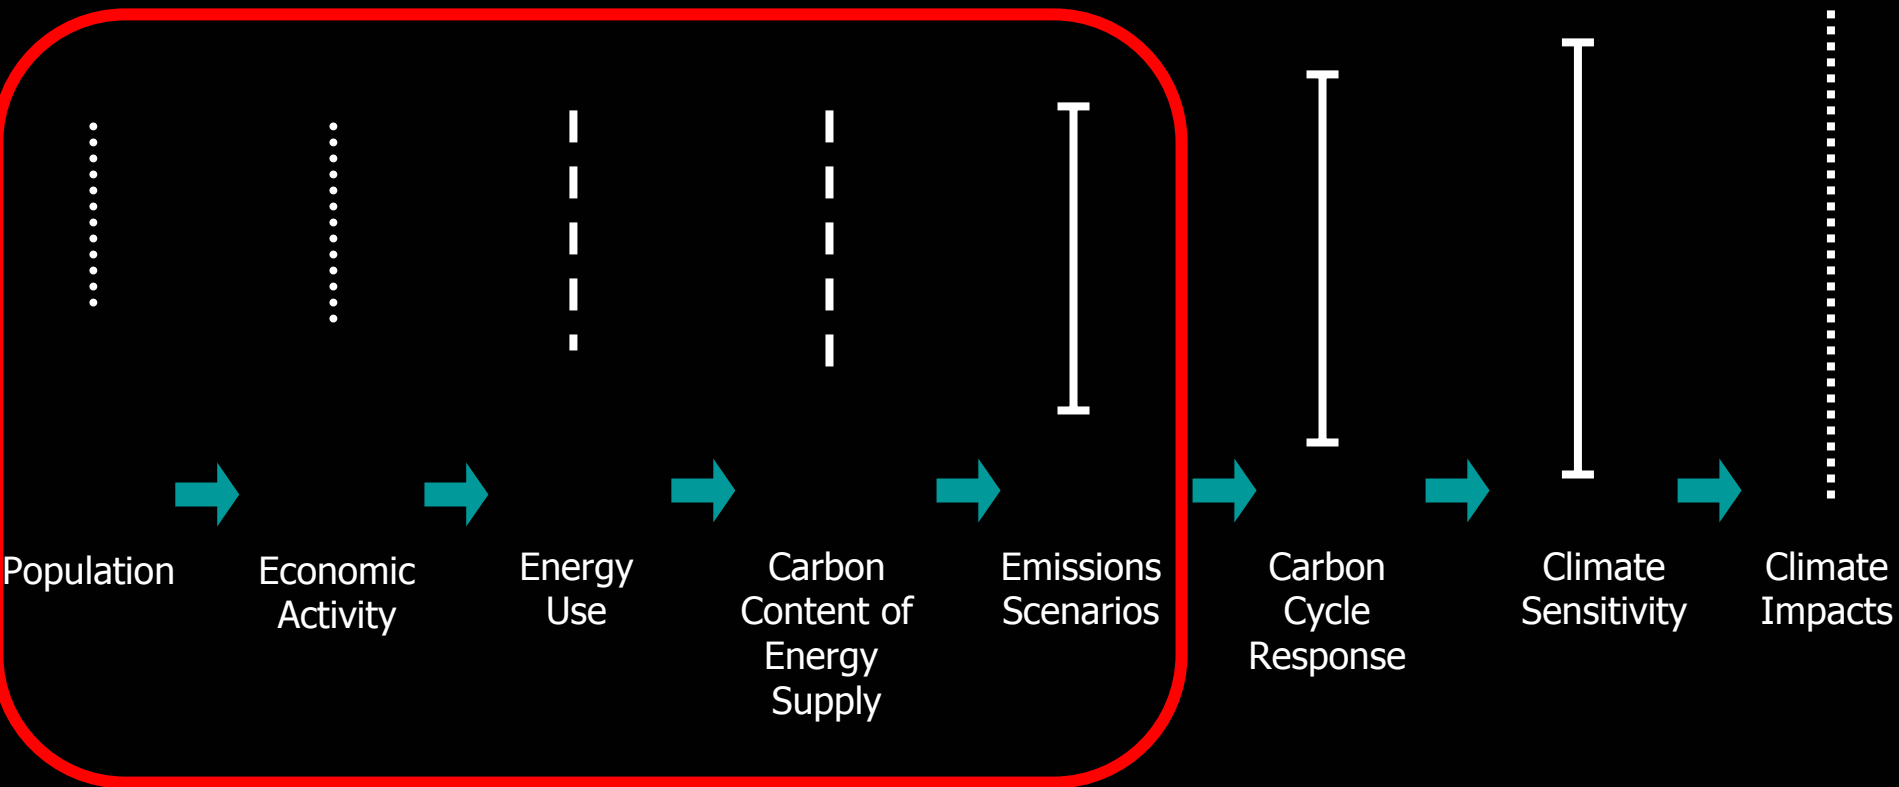 Population
Economic
Activity
Energy
Use
Carbon
Content of
Energy
Supply
Emissions
Scenarios
Carbon
Cycle
Response
Climate
Sensitivity
Climate
Impacts